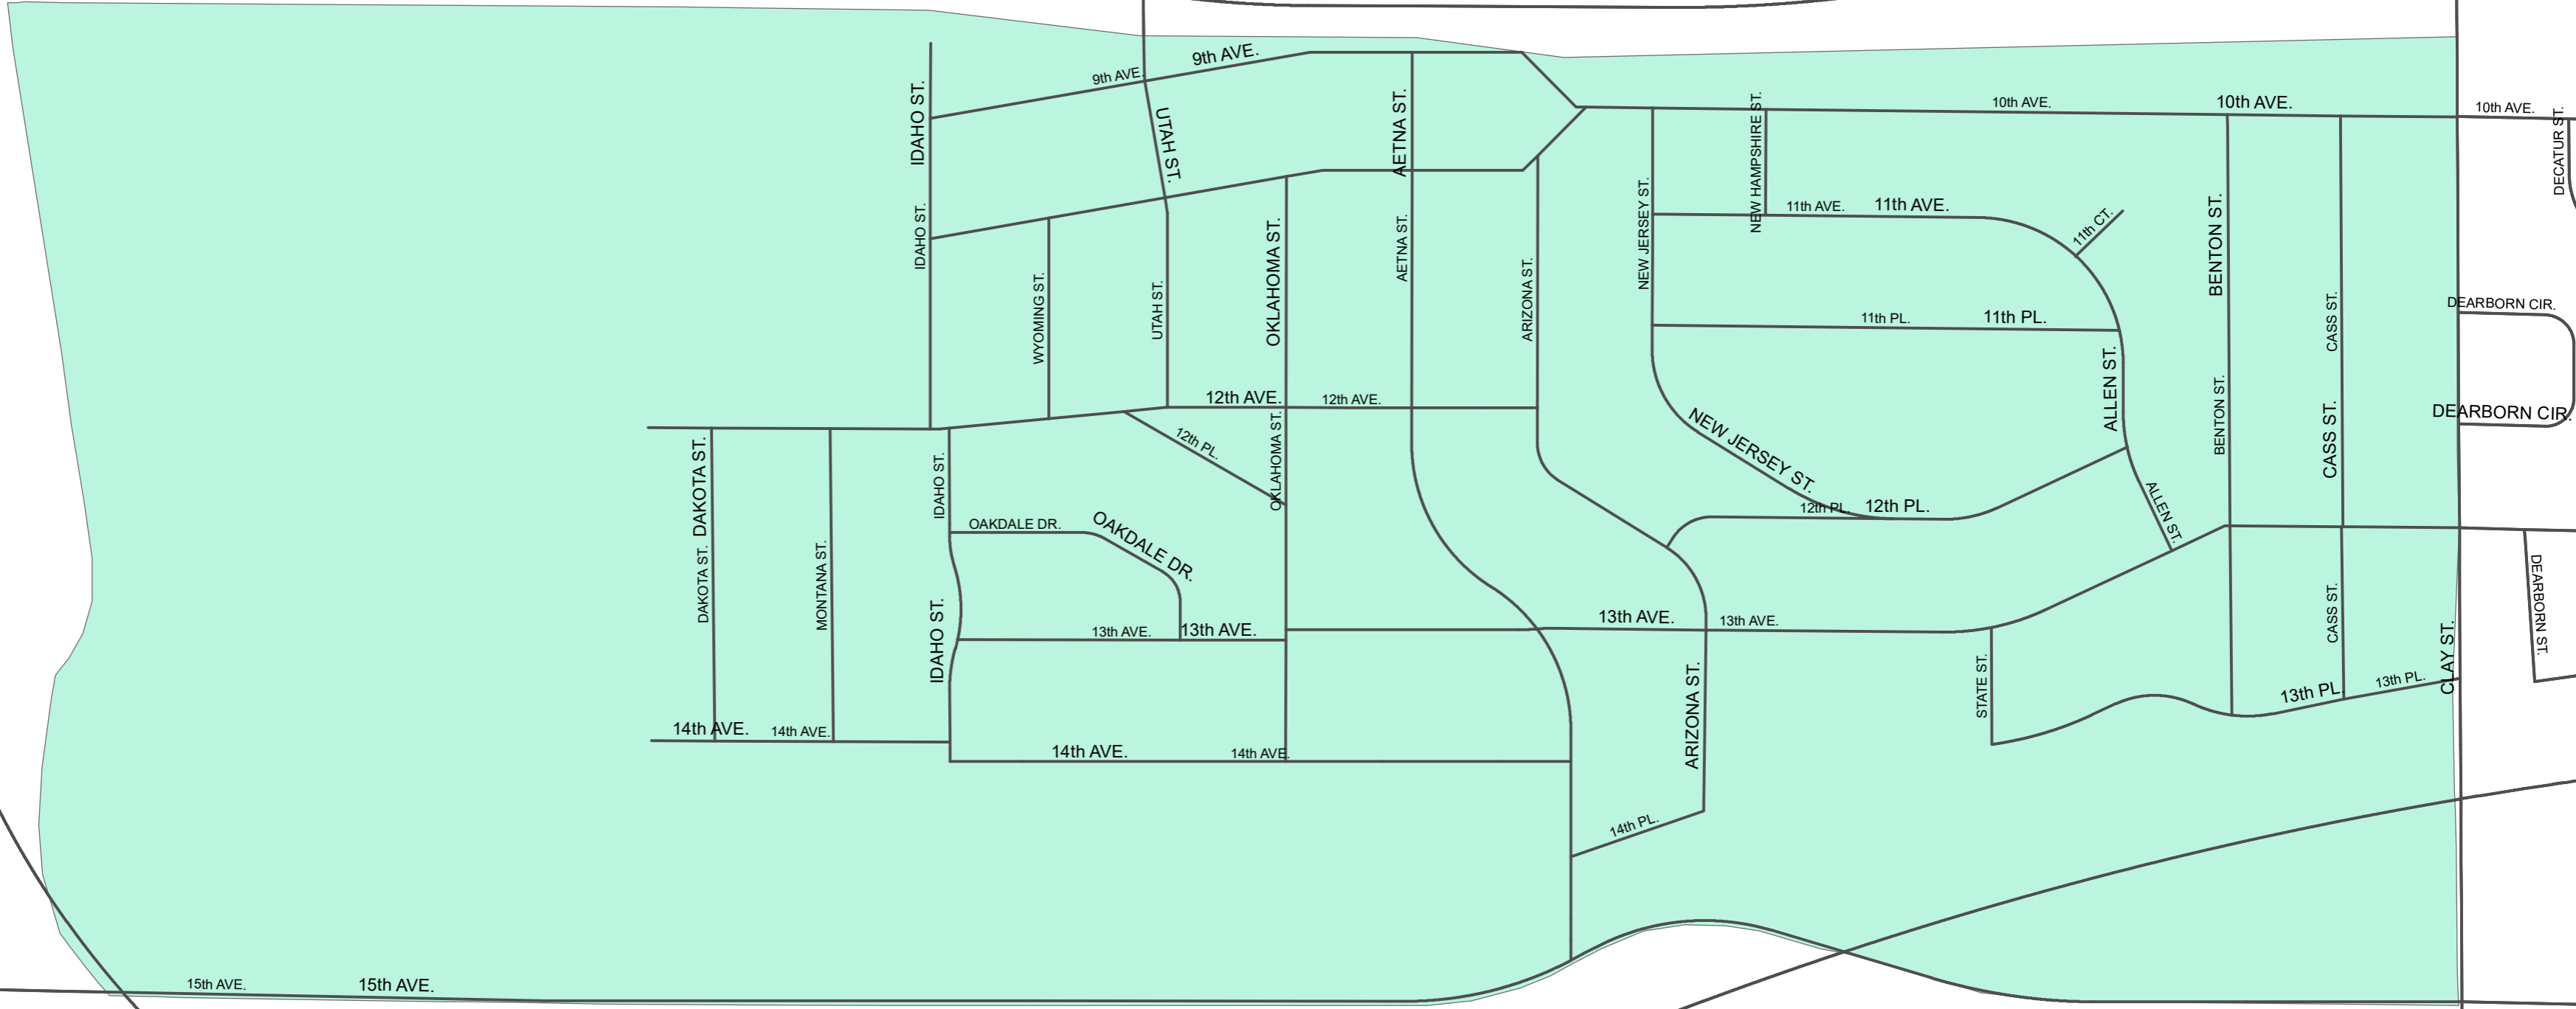 9th AVE.
9th AVE.
IDAHO ST.
UTAH ST.
AETNA ST.
NEW HAMPSHIRE ST.
10th AVE.
10th AVE.
10th AVE.
DECATUR ST.
IDAHO ST.
WYOMING ST.
UTAH ST.
OKLAHOMA ST.
AETNA ST.
ARIZONA ST.
NEW JERSEY ST.
11th AVE.
11th AVE.
11th CT.
BENTON ST.
CASS ST.
DEARBORN CIR.
11th PL.
11th PL.
ALLEN ST.
12th AVE.
12th AVE.
BENTON ST.
CASS ST.
DEARBORN CIR.
DAKOTA ST.
IDAHO ST.
12th PL.
OKLAHOMA ST.
NEW JERSEY ST.
12th PL.
12th PL.
ALLEN ST.
OAKDALE DR.
OAKDALE DR.
DAKOTA ST.
MONTANA ST.
IDAHO ST.
13th AVE.
13th AVE.
13th AVE.
13th AVE.
CASS ST.
DEARBORN ST.
CLAY ST.
STATE ST.
ARIZONA ST.
13th PL.
13th PL.
14th AVE.
14th AVE.
14th AVE.
14th AVE.
14th PL.
15th AVE.
15th AVE.